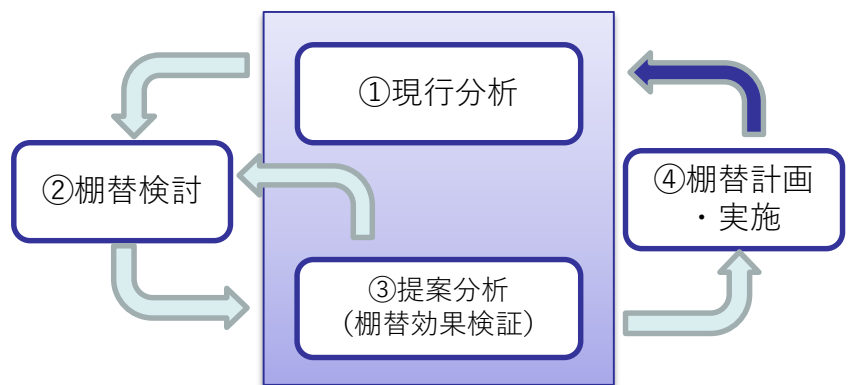 ①現行分析
②棚替検討
④棚替計画
・実施
③提案分析
(棚替効果検証)